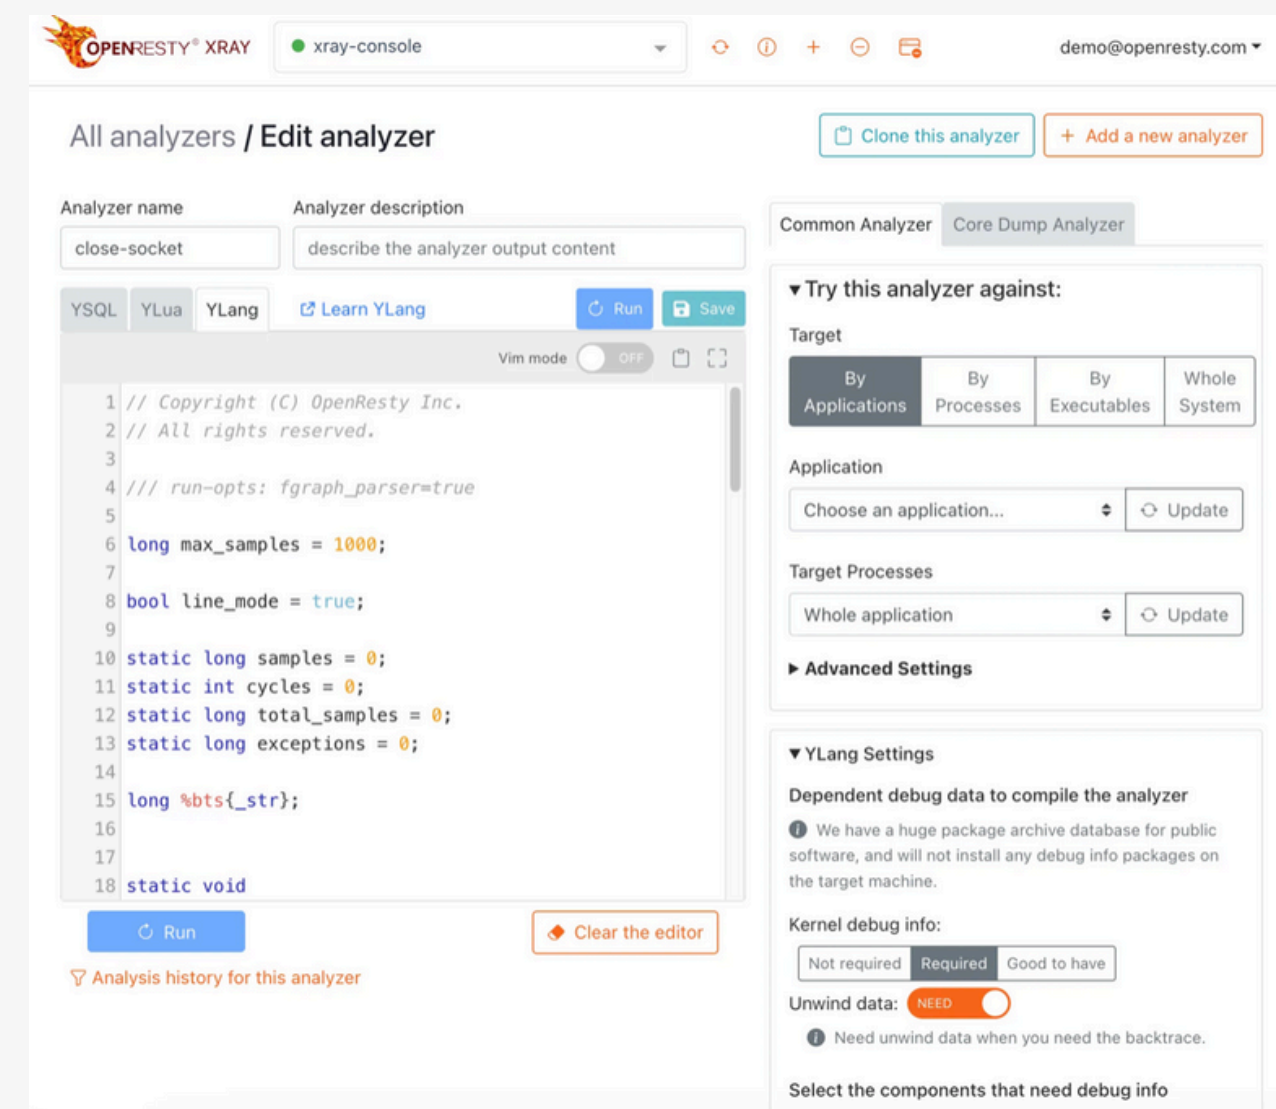 OPENRESTY® XRAY
xray-console
demo@openresty.com
All analyzers / Edit analyzer
Clone this analyzer
+ Add a new analyzer
Analyzer name
Analyzer description
close-socket
describe the analyzer output content
YSQL
YLua
YLang
Learn YLang
Run
Save
Vim mode
OFF
1 // Copyright (C) OpenResty Inc.
2 // All rights reserved.
3
4 /// run-opts: fgraph_parser=true
5
6 long max_samples = 1000;
7
8 bool line_mode = true;
9
10 static long samples = 0;
11 static int cycles = 0;
12 static long total_samples = 0;
13 static long exceptions = 0;
14
15 long %bts{_str};
16
17
18 static void
Run
Clear the editor
Analysis history for this analyzer
Common Analyzer
Core Dump Analyzer
Try this analyzer against:
Target
By Applications
By Processes
By Executables
Whole System
Application
Choose an application...
Update
Target Processes
Whole application
Update
Advanced Settings
YLang Settings
Dependent debug data to compile the analyzer
We have a huge package archive database for public
software, and will not install any debug info packages on
the target machine.
Kernel debug info:
Not required
Required
Good to have
Unwind data:
NEED
Need unwind data when you need the backtrace.
Select the components that need debug info